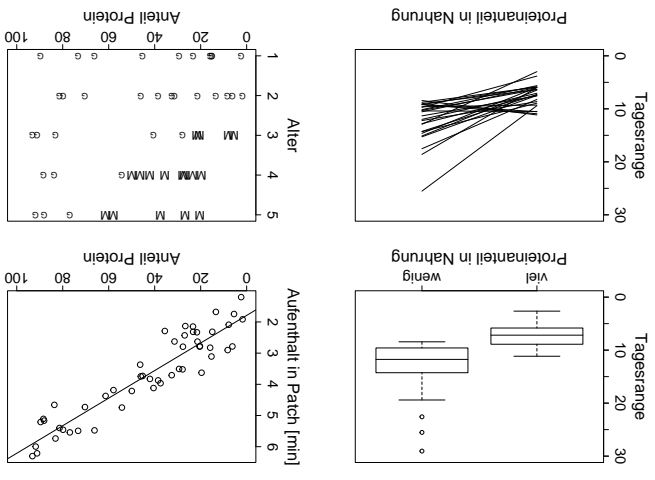 Tagesrange
0 10 20 30
viel wenig
Proteinanteil in Nahrung
Aufenthalt in Patch [min]
2 3 4 5 6
0 20 40 60 80 100
Anteil Protein
Tagesrange
0 10 20 30
Proteinanteil in Nahrung
Alter
1 2 3 4 5
0 20 40 60 80 100
Anteil Protein